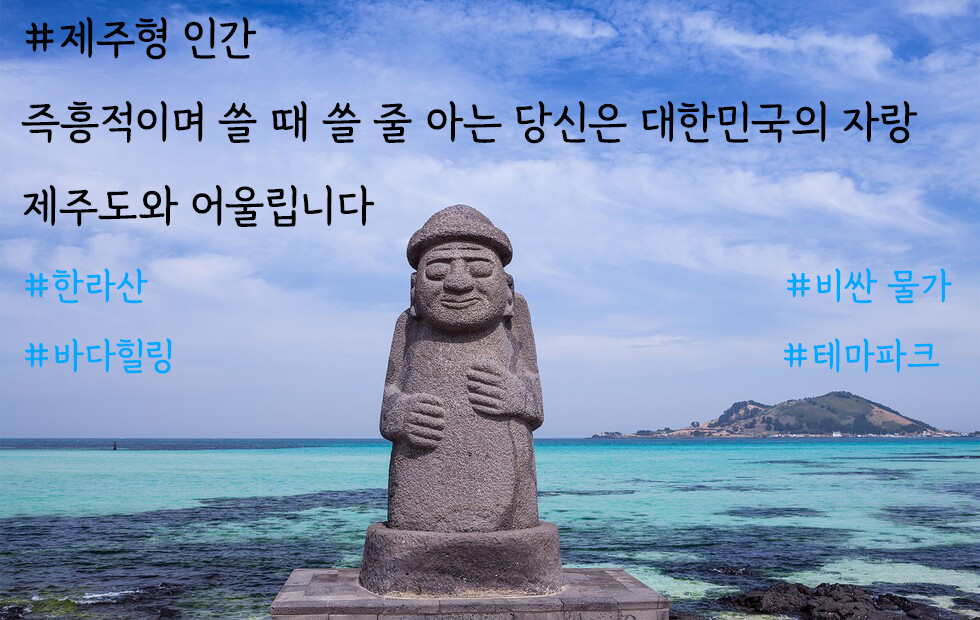 #제주형 인간
즉흥적이며 쓸 때 쓸 줄 아는 당신은 대한민국의 자랑
제주도와 어울립니다
#한라산 #비싼 물가
#바다힐링 #테마파크